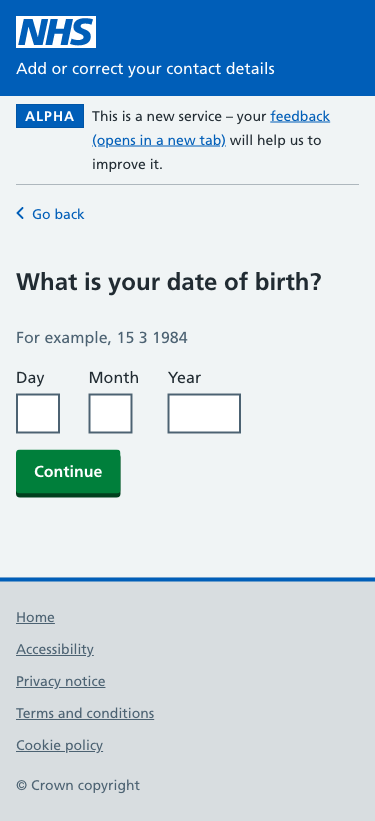 NHS
Add or correct your contact details
ALPHA
This is a new service – your feedback
(opens in a new tab) will help us to
improve it.
Go back
What is your date of birth?
For example, 15 3 1984
Day Month Year
Continue
Home
Accessibility
Privacy notice
Terms and conditions
Cookie policy
© Crown copyright